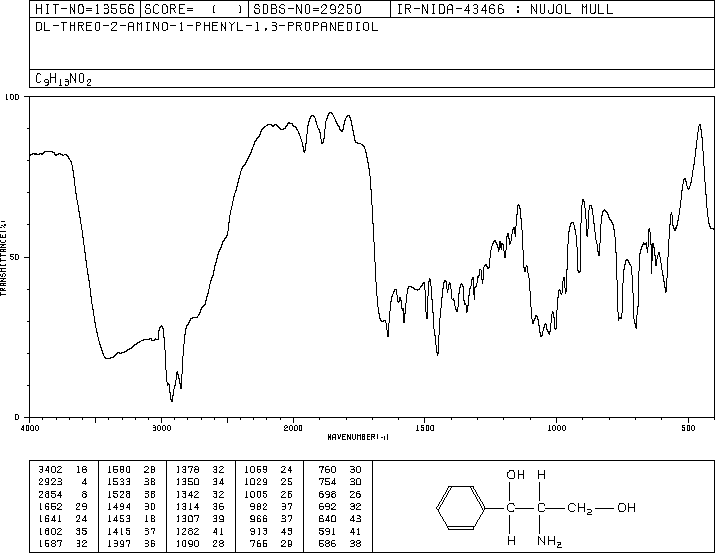 HIT-NO=13556 SCORE= ( ) SDBS-NO=29250 IR-NIDA-43466 : NUJOL MULL
DL-THREO-2-AMINO-1-PHENYL-1,3-PROPANEDIOL
C9H13NO2
100
50
0
TRANSMITTANCE(%)
4000 3000 2000 1500 1000 500
WAVENUMBER(-1)
3402 18 1580 28 1378 32 1059 24 760 30
2923 4 1533 38 1350 34 1029 25 754 30
2854 8 1528 38 1342 32 1005 26 698 26
1662 29 1494 30 1314 36 982 37 692 32
1641 24 1453 18 1307 39 966 37 640 43
1602 35 1415 37 1282 41 913 766 29 591 41
1587 32 1397 38 1090 28 586 38
OH H
CH2 OH
C C
H NH2